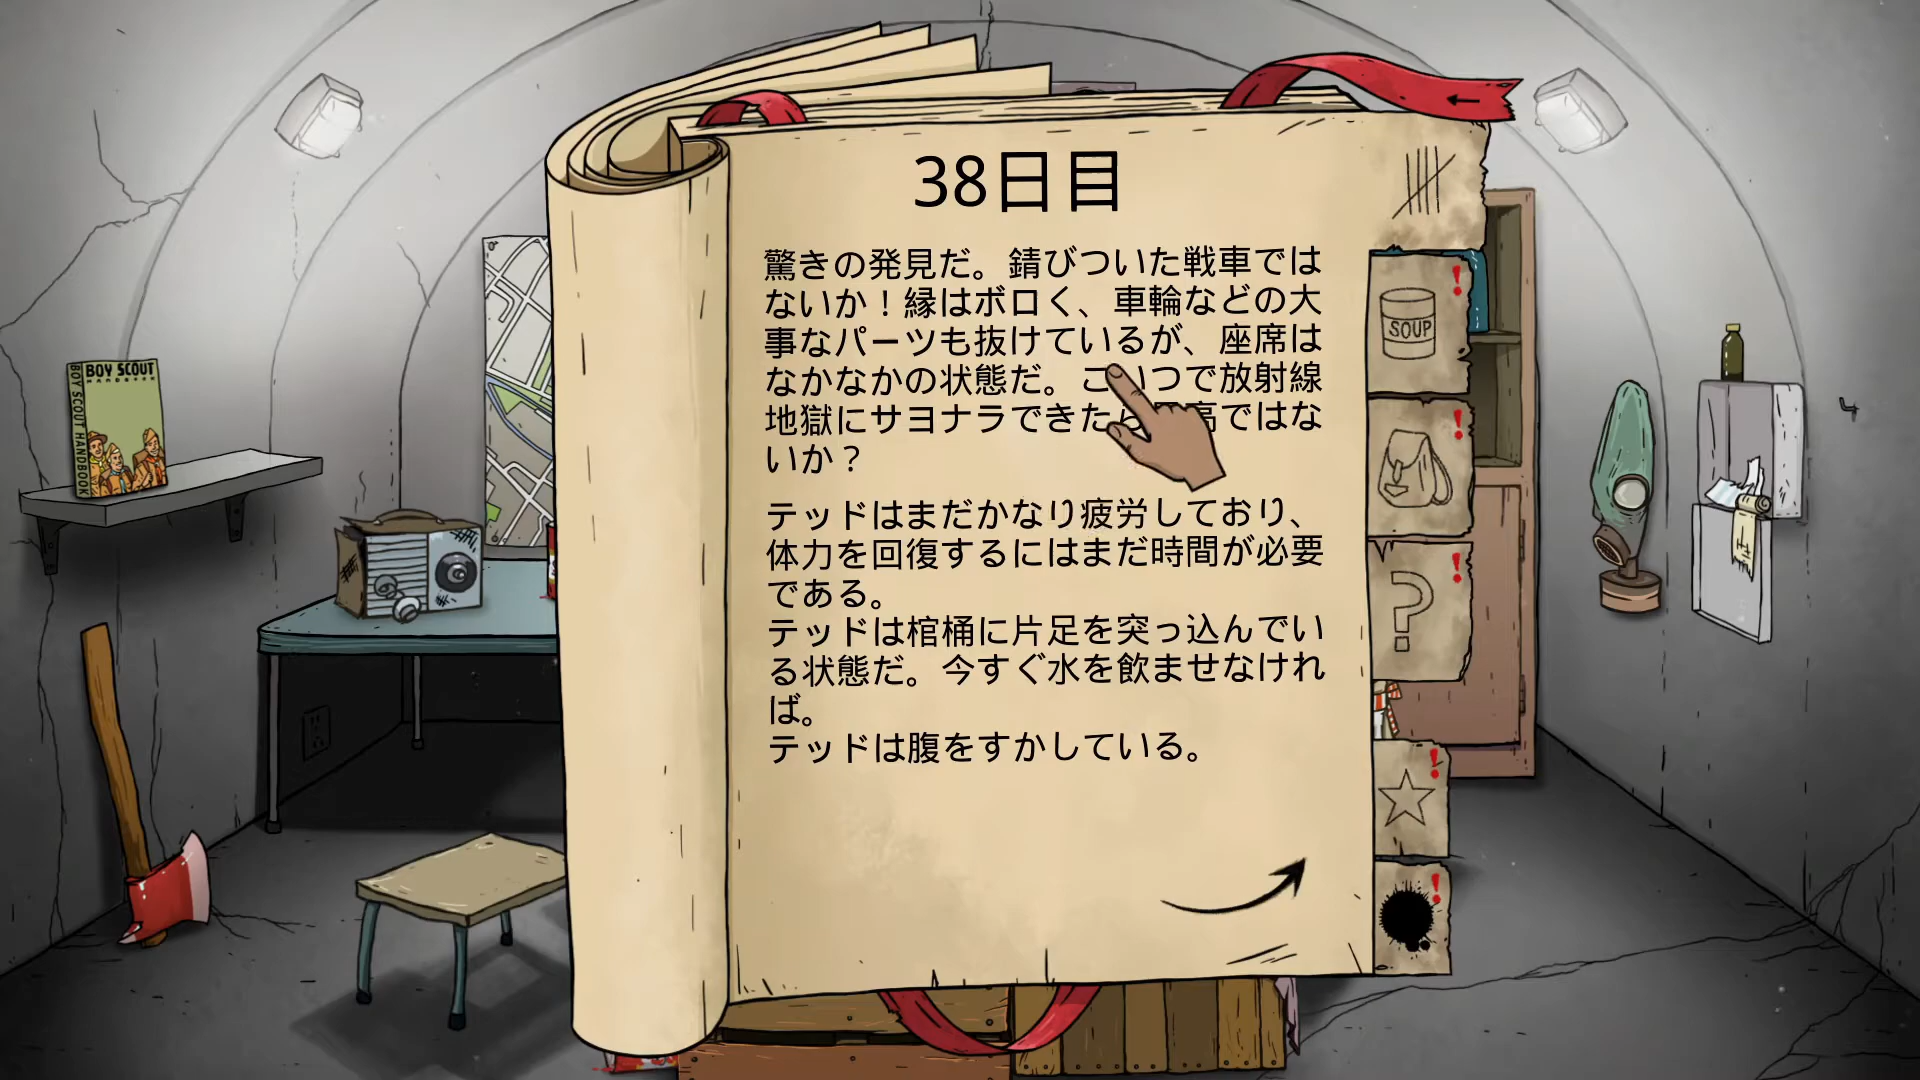 38日目
驚きの発見だ。錆びついた戦車では
ないか！縁はボロく、車輪などの大
事なパーツも抜けているが、座席は
なかなかの状態だ。こいつで放射線
地獄にサヨナラできたら最高ではな
いか？
テッドはまだかなり疲労しており、
体力を回復するにはまだ時間が必要
である。
テッドは棺桶に片足を突っ込んでい
る状態だ。今すぐ水を飲ませなけれ
ば。
テッドは腹をすかしている。
SOUP
?
BOY SCOUT
HANDBOOK
BOY SCOUT HANDBOOK